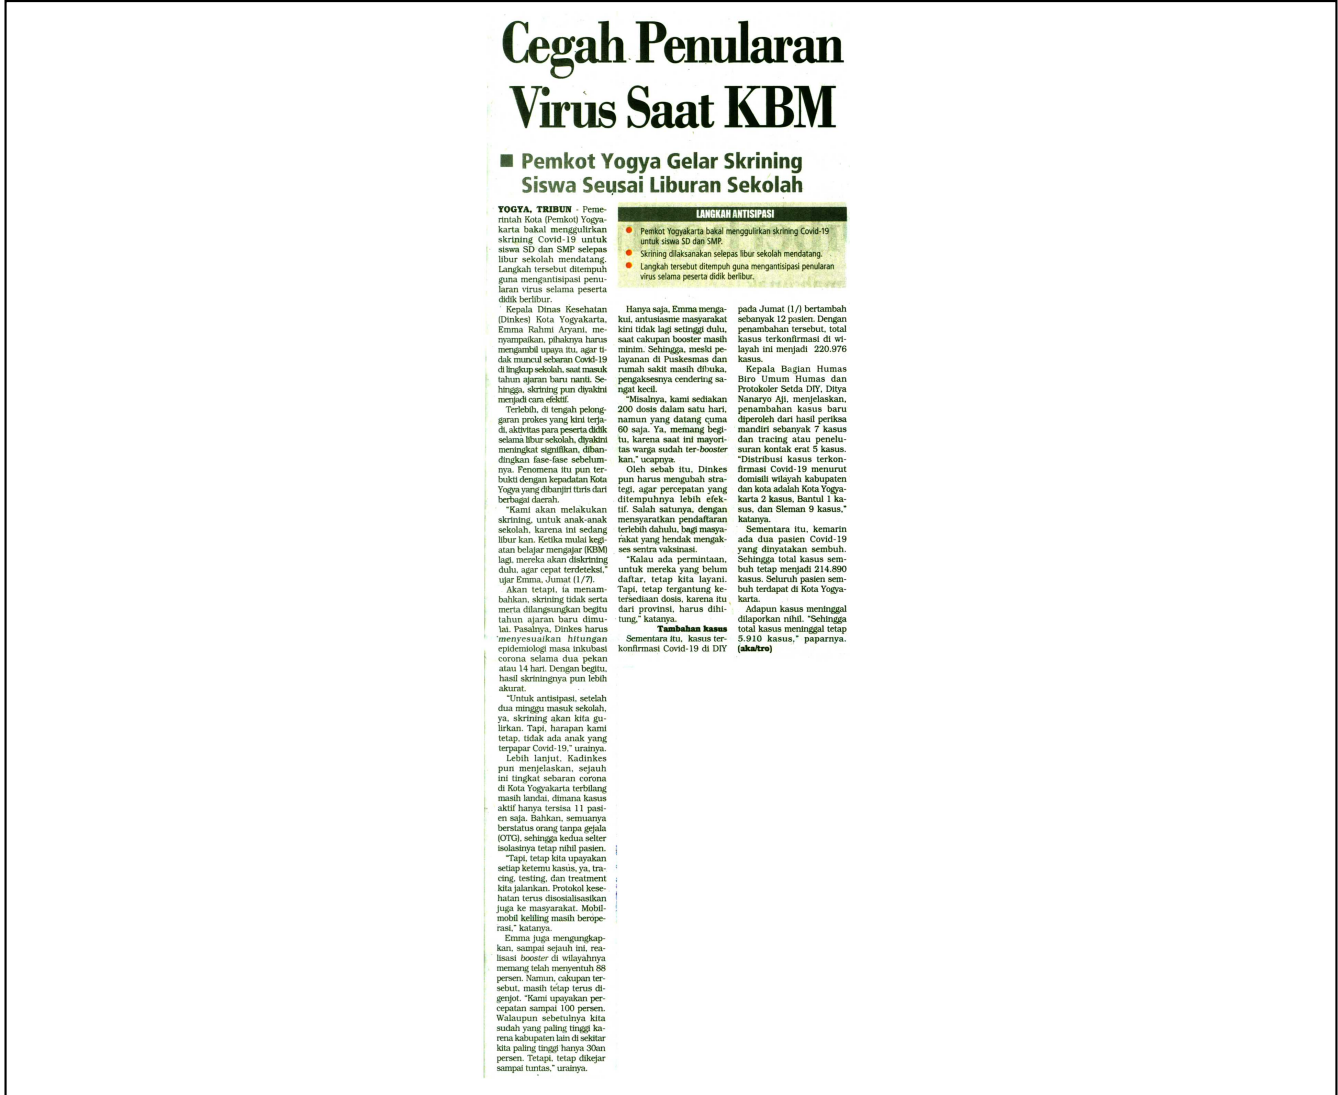 Cegah Penularan
Virus Saat KBM
■ Pemkot Yogya Gelar Skrining
Siswa Seusai Liburan Sekolah
YOGYA, TRIBUN - Peme-
rintah Kota (Pemkot) Yogya-
karta bakal menggulirkan
skrining Covid-19 untuk
siswa SD dan SMP selepas
libur sekolah mendatang.
Langkah tersebut ditempuh
guna mengantisipasi penu-
laran virus selama peserta
didik berlibur.
Kepala Dinas Kesehatan
(Dinkes) Kota Yogyakarta,
Emma Rahmi Aryani, me-
nyampaikan, pihaknya harus
mengambil upaya itu, agar ti-
dak muncul sebaran Covid-19
di lingkup sekolah, saat masuk
tahun ajaran baru nanti. Se-
hingga, skrining pun diyakini
menjadi cara efektif.
Terlebih, di tengah pelong-
garan prokes yang kini terja-
di, aktivitas para peserta didik
selama libur sekolah, diyakini
meningkat signifikan, diban-
dingkan fase-fase sebelum-
nya. Fenomena itu pun ter-
bukti dengan kepadatan Kota
Yogya yang dibanjiri turis dari
berbagai daerah.
"Kami akan melakukan
skrining, untuk anak-anak
sekolah, karena ini sedang
libur kan. Ketika mulai kegi-
atan belajar mengajar (KBM)
lagi, mereka akan diskrining
dulu, agar cepat terdeteksi,"
ujar Emma, Jumat (1/7).
Akan tetapi, ia menam-
bahkan, skrining tidak serta
merta dilangsungkan begitu
tahun ajaran baru dimu-
lai. Pasalnya, Dinkes harus
menyesuaikan hitungan
epidemiologi masa inkubasi
corona selama dua pekan
atau 14 hari. Dengan begitu,
hasil skriningnya pun lebih
akurat.
"Untuk antisipasi, setelah
dua minggu masuk sekolah,
ya, skrining akan kita gu-
lirkan. Tapi, harapan kami
tetap, tidak ada anak yang
terpapar Covid-19," urainya.
Lebih lanjut, Kadinkes
pun menjelaskan, sejauh
ini tingkat sebaran corona
di Kota Yogyakarta terbilang
masih landai, dimana kasus
aktif hanya tersisa 11 pasi-
en saja. Bahkan, semuanya
berstatus orang tanpa gejala
(OTG), sehingga kedua selter
isolasinya tetap nihil pasien.
"Tapi, tetap kita upayakan
setiap ketemu kasus, ya, tra-
cing, testing, dan treatment
kita jalankan. Protokol kese-
hatan terus disosialisasikan
juga ke masyarakat. Mobil-
mobil keliling masih berope-
rasi," katanya.
Emma juga mengungkap-
kan, sampai sejauh ini, rea-
lisasi booster di wilayahnya
memang telah menyentuh 88
persen. Namun, cakupan ter-
sebut, masih tetap terus di-
genjot. "Kami upayakan per-
cepatan sampai 100 persen.
Walaupun sebetulnya kita
sudah yang paling tinggi ka-
rena kabupaten lain di sekitar
kita paling tinggi hanya 30an
persen. Tetapi, tetap dikejar
sampai tuntas," urainya.
LANGKAH ANTISIPASI
● Pemkot Yogyakarta bakal menggulirkan skrining Covid-19
untuk siswa SD dan SMP.
● Skrining dilaksanakan selepas libur sekolah mendatang.
● Langkah tersebut ditempuh guna mengantisipasi penularan
virus selama peserta didik berlibur.
Hanya saja, Emma menga-
kui, antusiasme masyarakat
kini tidak lagi setinggi dulu,
saat cakupan booster masih
minim. Sehingga, meski pe-
layanan di Puskesmas dan
rumah sakit masih dibuka,
pengaksesnya cendering sa-
ngat kecil.
"Misalnya, kami sediakan
200 dosis dalam satu hari,
namun yang datang cuma
60 saja. Ya, memang begi-
tu, karena saat ini mayori-
tas warga sudah ter-booster
kan," ucapnya.
Oleh sebab itu, Dinkes
pun harus mengubah stra-
tegi, agar percepatan yang
ditempuhnya lebih efek-
tif. Salah satunya, dengan
mensyaratkan pendaftaran
terlebih dahulu, bagi masya-
rakat yang hendak mengak-
ses sentra vaksinasi.
"Kalau ada permintaan,
untuk mereka yang belum
daftar, tetap kita layani.
Tapi, tetap tergantung ke-
tersediaan dosis, karena itu
dari provinsi, harus dihi-
tung," katanya.
Tambahan kasus
Sementara itu, kasus ter-
konfirmasi Covid-19 di DIY
pada Jumat (1/) bertambah
sebanyak 12 pasien. Dengan
penambahan tersebut, total
kasus terkonfirmasi di wi-
layah ini menjadi 220.976
kasus.
Kepala Bagian Humas
Biro Umum Humas dan
Protokoler Setda DIY, Ditya
Nanaryo Aji, menjelaskan,
penambahan kasus baru
diperoleh dari hasil periksa
mandiri sebanyak 7 kasus
dan tracing atau penelu-
suran kontak erat 5 kasus.
"Distribusi kasus terkon-
firmasi Covid-19 menurut
domisili wilayah kabupaten
dan kota adalah Kota Yogya-
karta 2 kasus, Bantul 1 ka-
sus, dan Sleman 9 kasus,"
katanya.
Sementara itu, kemarin
ada dua pasien Covid-19
yang dinyatakan sembuh.
Sehingga total kasus sem-
buh tetap menjadi 214.890
kasus. Seluruh pasien sem-
buh terdapat di Kota Yogya-
karta.
Adapun kasus meninggal
dilaporkan nihil. "Sehingga
total kasus meninggal tetap
5.910 kasus," paparnya.
(aka/tro)